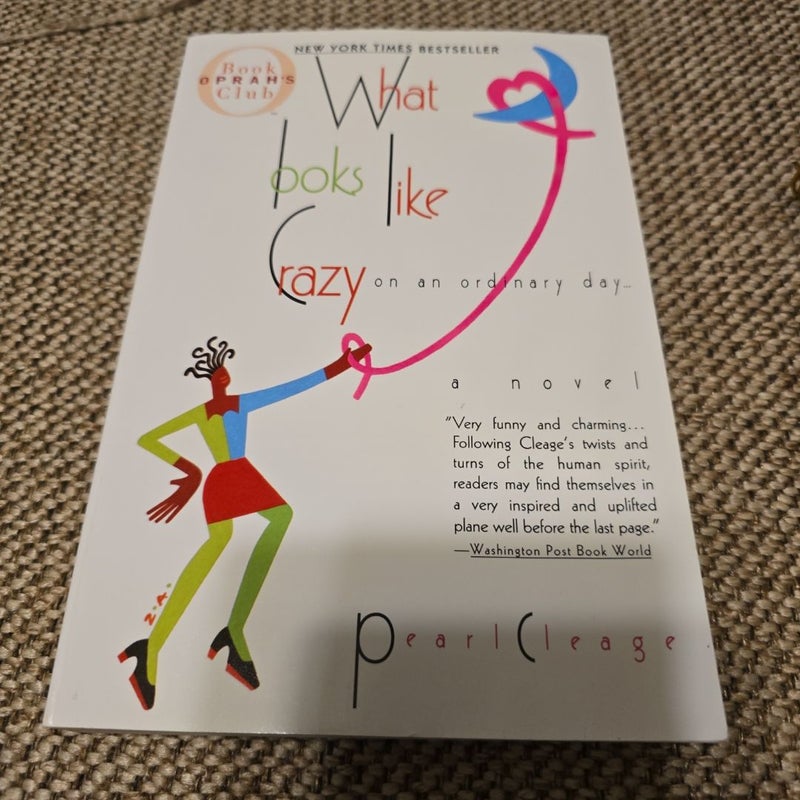 Book
OPRAH'S
Club
™
NEW YORK TIMES BESTSELLER
What
looks like
Crazy on an ordinary day...
a novel
"Very funny and charming...
Following Cleage's twists and
turns of the human spirit,
readers may find themselves in
a very inspired and uplifted
plane well before the last page."
—Washington Post Book World
Z.A.
Pearl Cleage